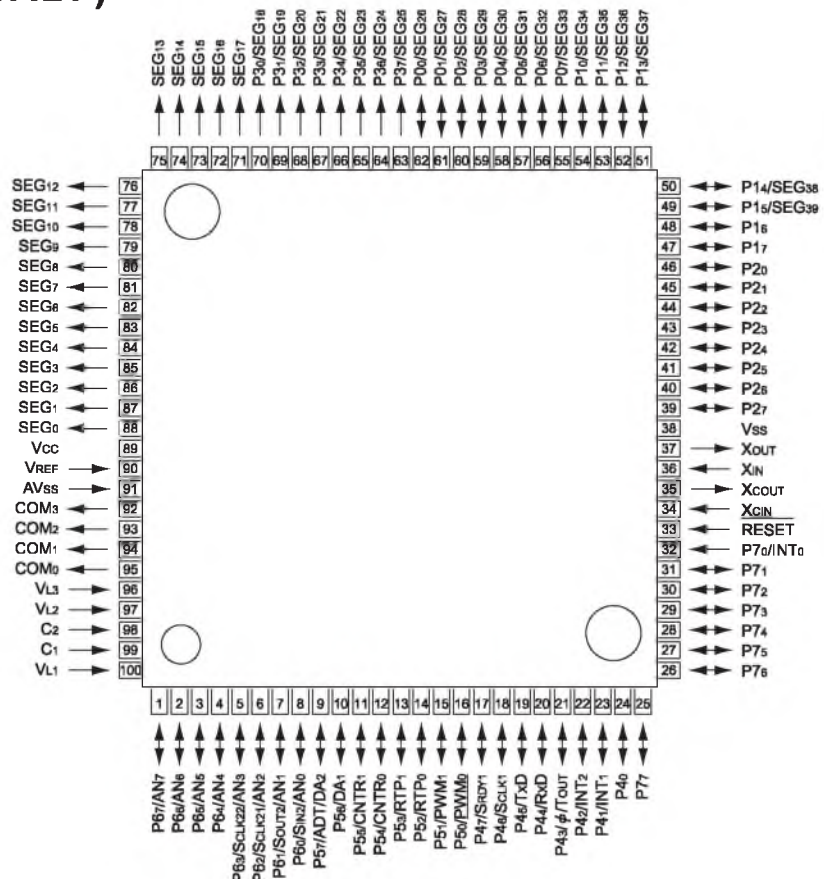 SEG13
SEG14
SEG15
SEG16
SEG17
P30/SEG18
P31/SEG19
P32/SEG20
P33/SEG21
P34/SEG22
P35/SEG23
P36/SEG24
P37/SEG25
P00/SEG26
P01/SEG27
P02/SEG28
P03/SEG29
P04/SEG30
P05/SEG31
P06/SEG32
P07/SEG33
P10/SEG34
P11/SEG35
P12/SEG36
P13/SEG37
75 74 73 72 71 70 69 68 67 66 65 64 63 62 61 60 59 58 57 56 55 54 53 52 51
SEG12 76
SEG11 77
SEG10 78
SEG9 79
SEG8 80
SEG7 81
SEG6 82
SEG5 83
SEG4 84
SEG3 85
SEG2 86
SEG1 87
SEG0 88
VCC 89
VREF 90
AVSS 91
COM3 92
COM2 93
COM1 94
COM0 95
VL3 96
VL2 97
C2 98
C1 99
VL1 100
50 P14/SEG38
49 P15/SEG39
48 P16
47 P17
46 P20
45 P21
44 P22
43 P23
42 P24
41 P25
40 P26
39 P27
38 VSS
37 XOUT
36 XIN
35 XCOUT
34 XCIN
33 RESET
32 P70/INT0
31 P71
30 P72
29 P73
28 P74
27 P75
26 P76
1 2 3 4 5 6 7 8 9 10 11 12 13 14 15 16 17 18 19 20 21 22 23 24 25
P67/AN7
P66/AN6
P65/AN5
P64/AN4
P63/SCLK22/AN3
P62/SCLK21/AN2
P61/SOUT2/AN1
P60/SIN2/AN0
P57/ADT/DA2
P56/DA1
P55/CNTR1
P54/CNTR0
P53/RTP1
P52/RTP0
P51/PWM1
P50/PWM0
P47/SRDY1
P46/SCLK1
P45/TxD
P44/RxD
P43/ϕ/TOUT
P42/INT2
P41/INT1
P40
P77